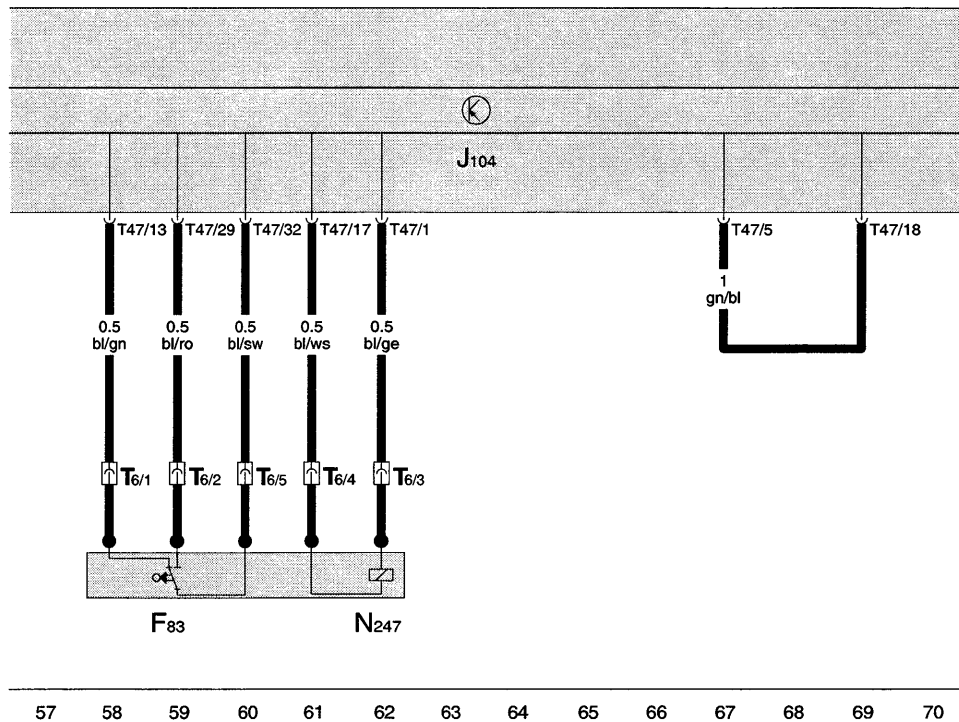 J104
T47/13 T47/29 T47/32 T47/17 T47/1 T47/5 T47/18
1
gn/bl
0.5 0.5 0.5 0.5 0.5
bl/gn bl/ro bl/sw bl/ws bl/ge
T6/1 T6/2 T6/5 T6/4 T6/3
F83 N247
57 58 59 60 61 62 63 64 65 66 67 68 69 70